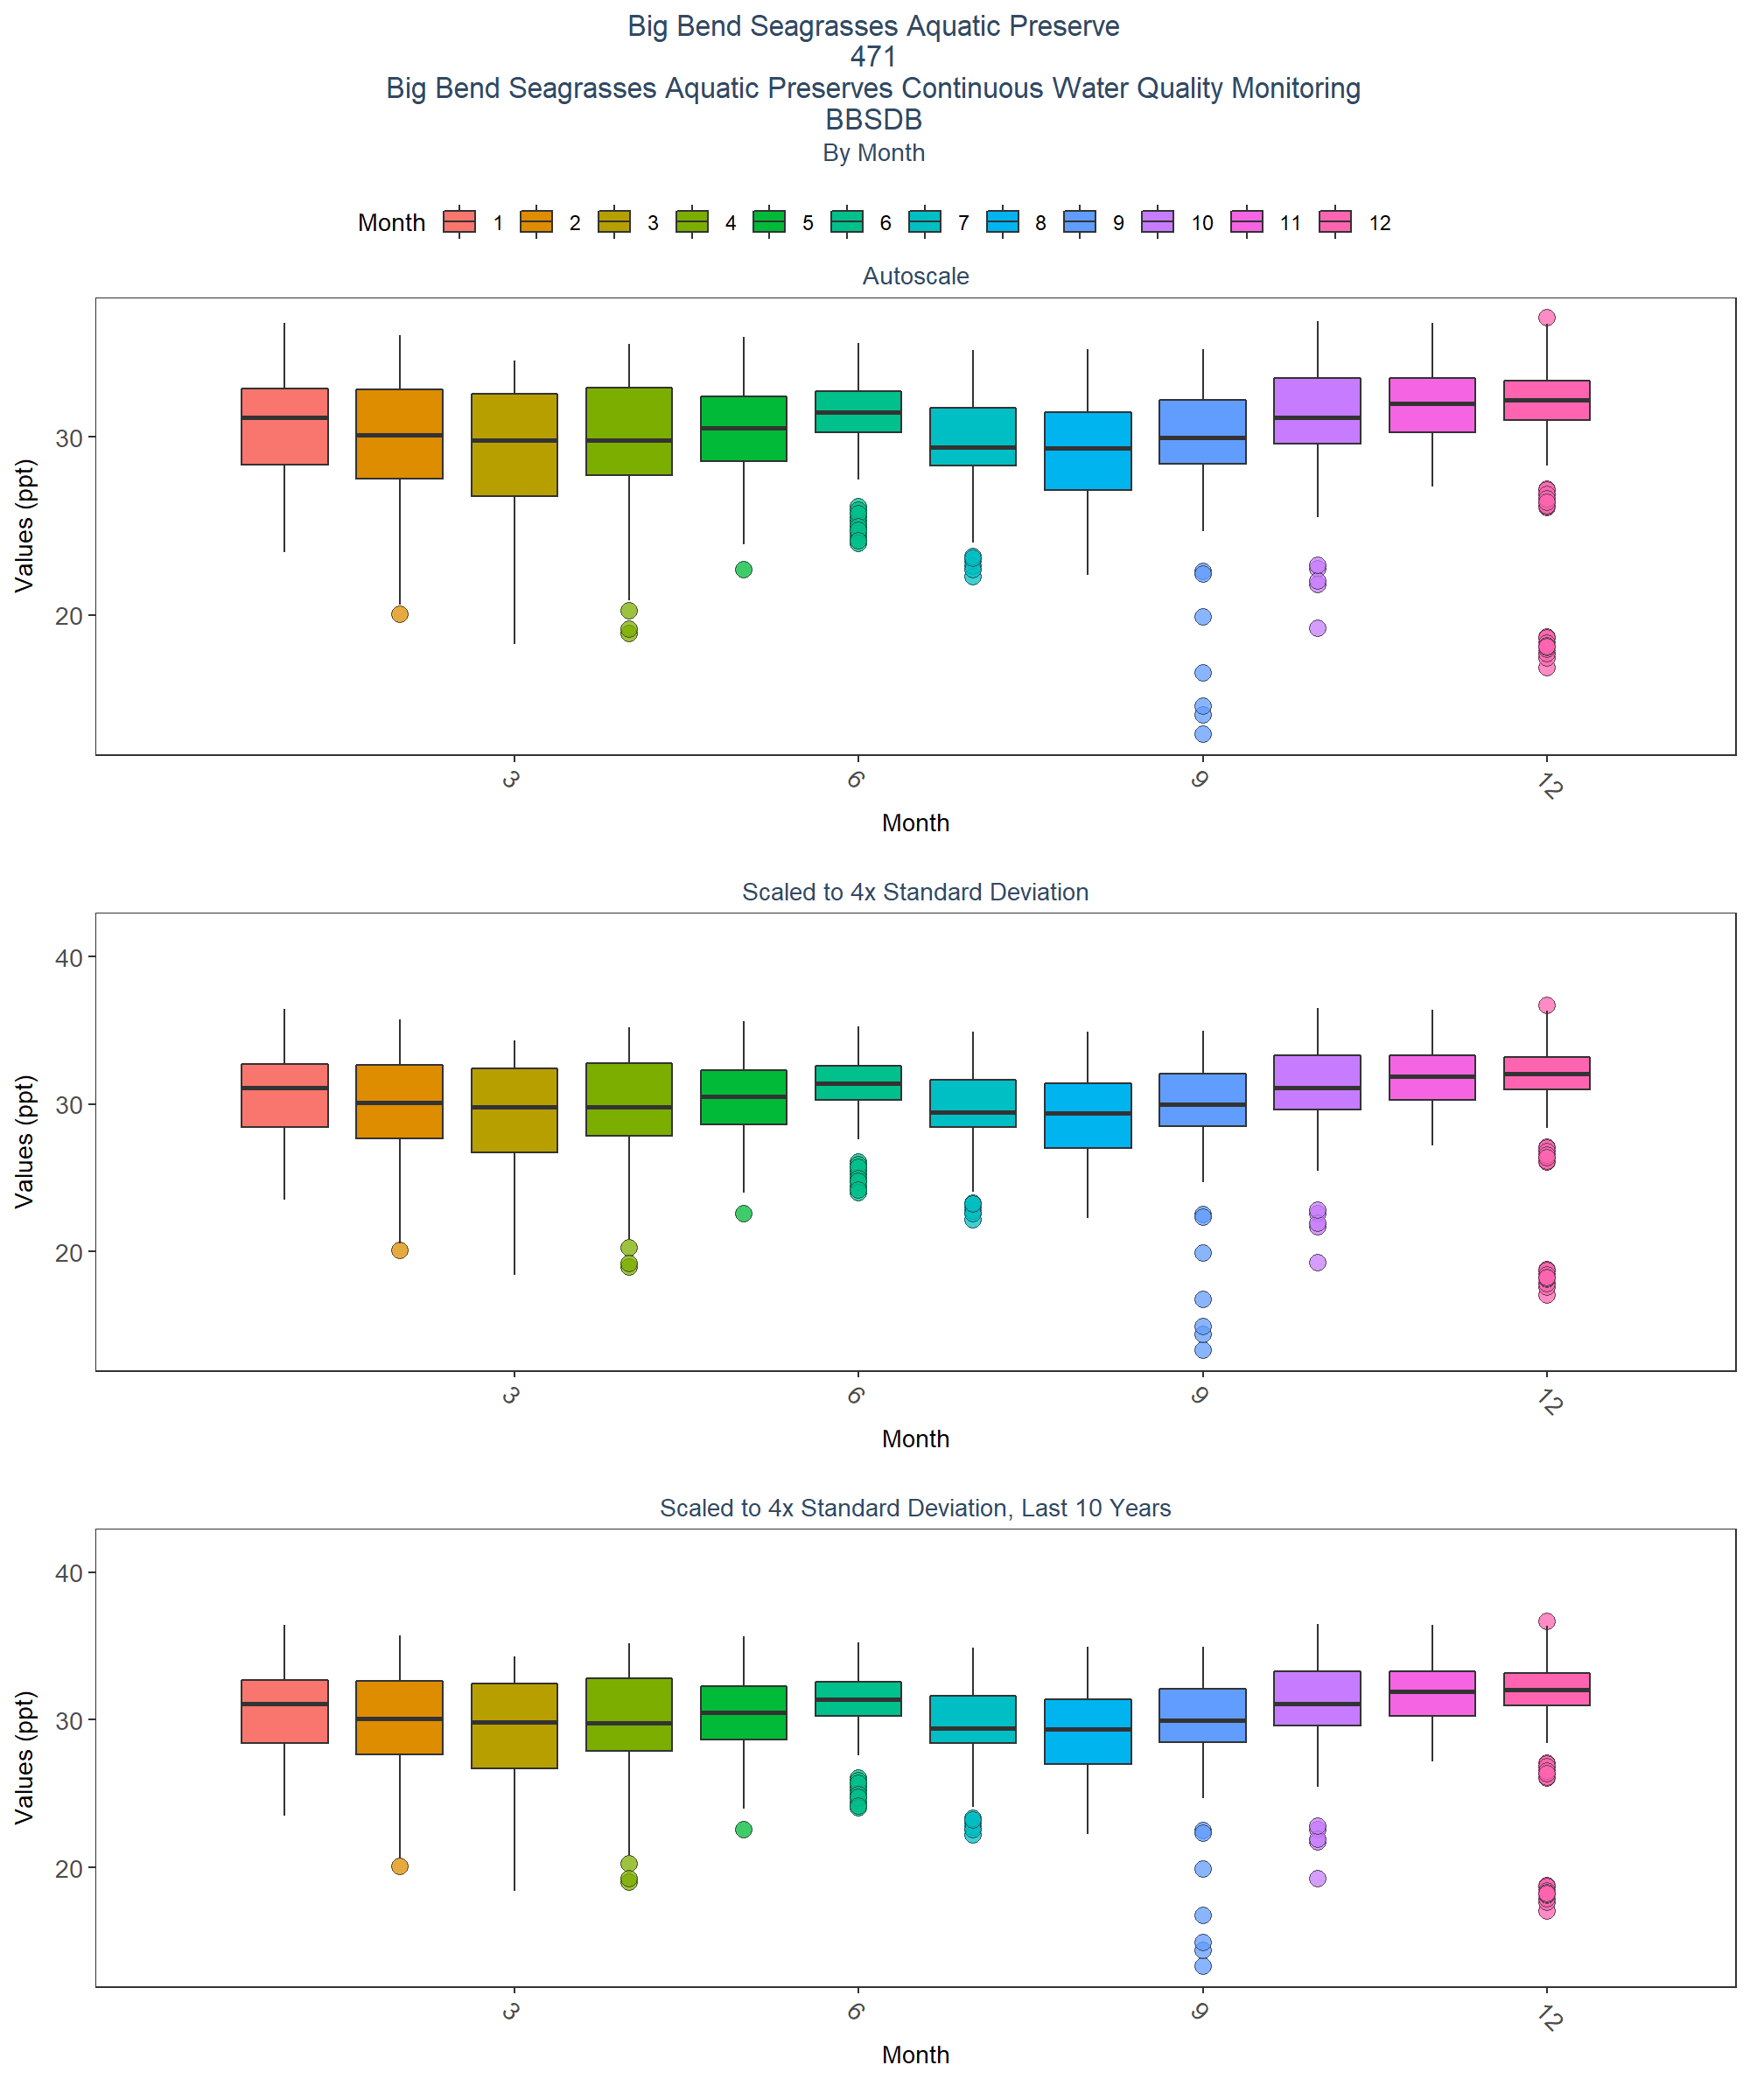 Big Bend Seagrasses Aquatic Preserve
471
Big Bend Seagrasses Aquatic Preserves Continuous Water Quality Monitoring
BBSDB
By Month
Month 1 2 3 4 5 6 7 8 9 10 11 12
Autoscale
Values (ppt)
30
20
3 6 9 12
Month
Scaled to 4x Standard Deviation
Values (ppt)
40
30
20
3 6 9 12
Month
Scaled to 4x Standard Deviation, Last 10 Years
Values (ppt)
40
30
20
3 6 9 12
Month